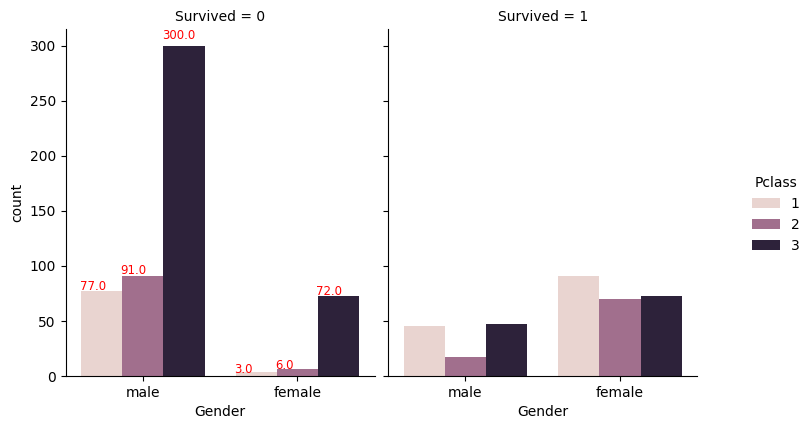 Survived = 0
Survived = 1
300.0
300
250
200
150
100
50
0
count
77.0
91.0
3.0
6.0
72.0
male
female
male
female
Gender
Gender
Pclass
1
2
3